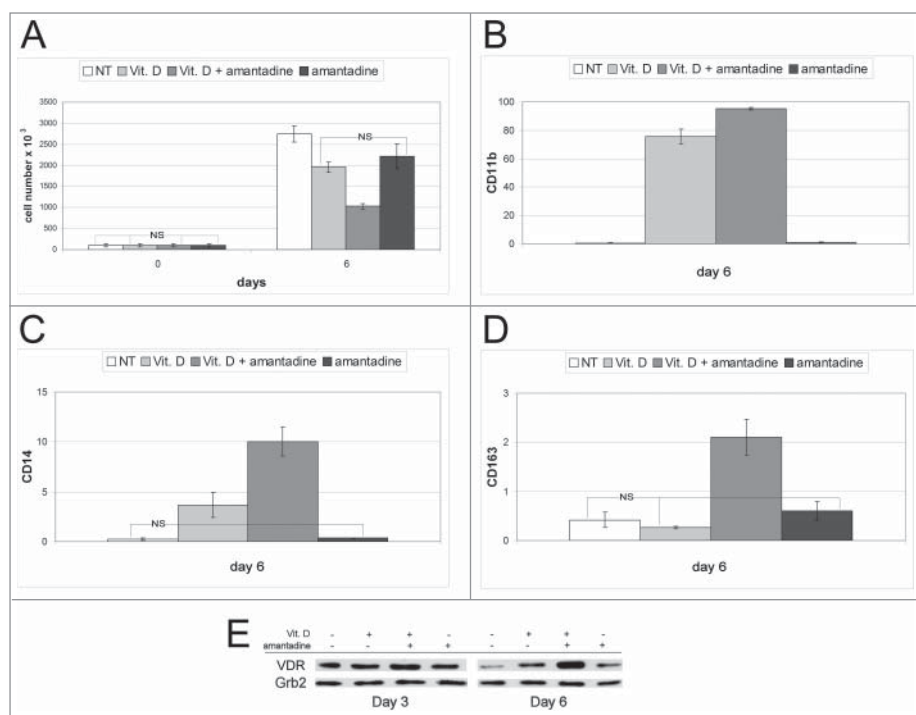 A
NT Vit. D Vit. D + amantadine amantadine
cell number x 10³
3500
3000
2500
2000
1500
1000
500
0
NS
NS
0 6
days
B
NT Vit. D Vit. D + amantadine amantadine
CD11b
100
80
60
40
20
0
day 6
C
NT Vit. D Vit. D + amantadine amantadine
CD14
15
10
5
0
NS
day 6
D
NT Vit. D Vit. D + amantadine amantadine
CD163
3
2
1
0
NS
day 6
E
Vit. D - + + - - + + -
amantadine - - + + - - + +
VDR
Grb2
Day 3 Day 6